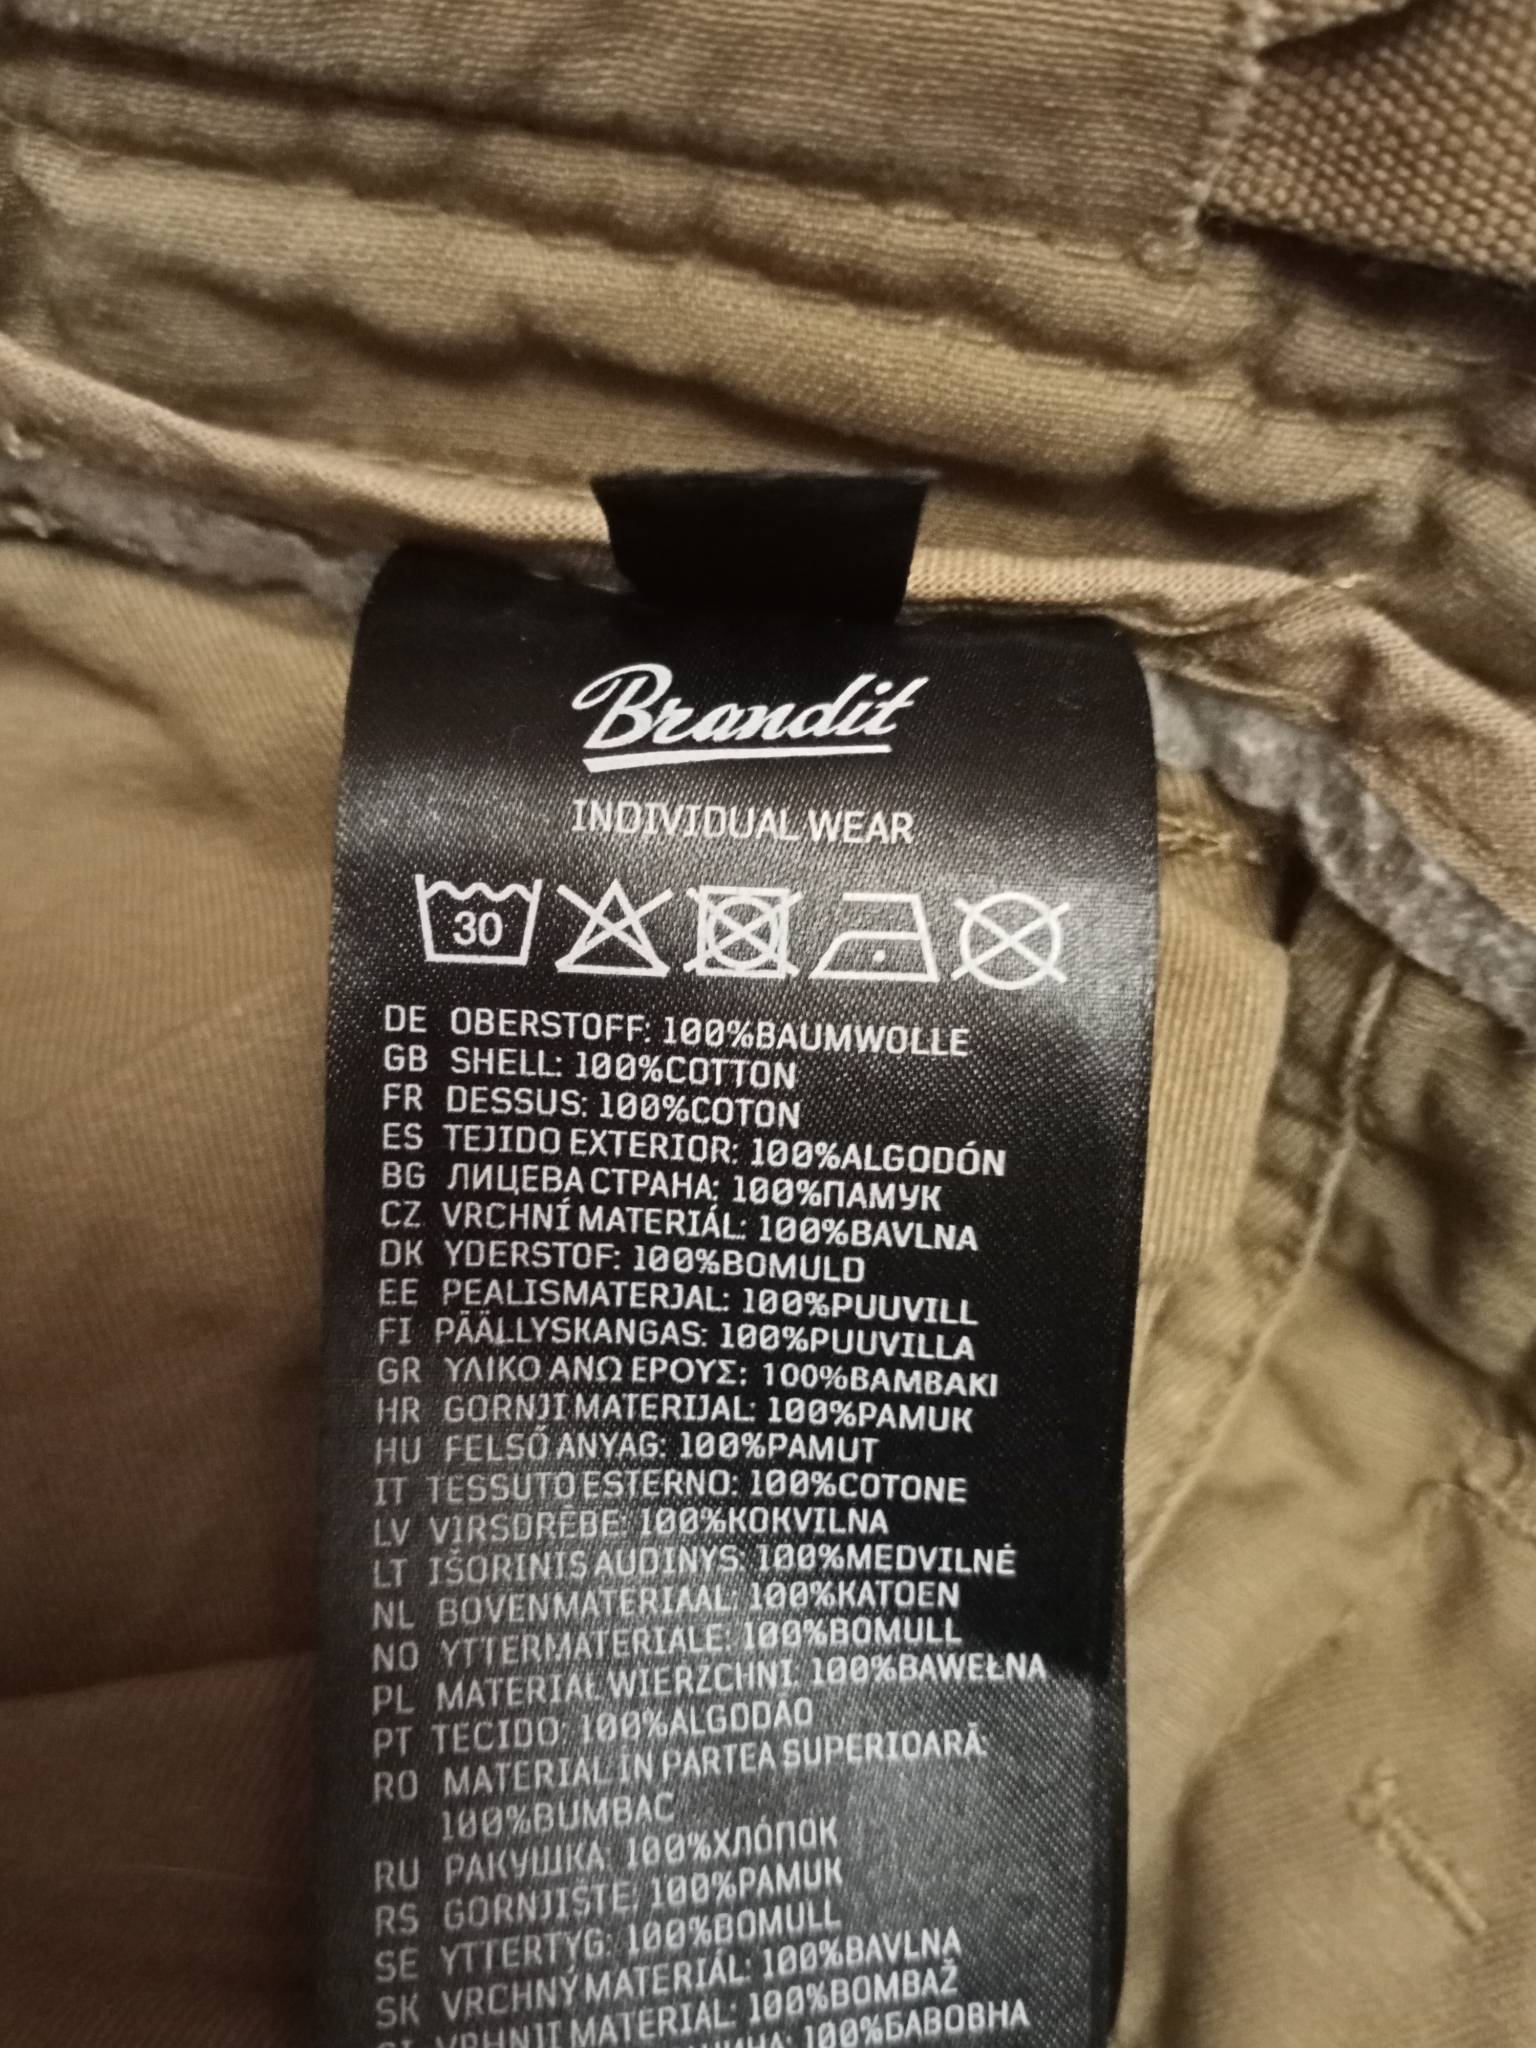 Brandit
INDIVIDUAL WEAR
30
DE OBERSTOFF: 100%BAUMWOLLE
GB SHELL: 100%COTTON
FR DESSUS: 100%COTON
ES TEJIDO EXTERIOR: 100%ALGODÓN
BG ЛИЦЕВА СТРАНА: 100%ПАМУК
CZ VRCHNÍ MATERIÁL: 100%BAVLNA
DK YDERSTOF: 100%BOMULD
EE PEALISMATERJAL: 100%PUUVILL
FI PÄÄLLYSKANGAS: 100%PUUVILLA
GR ΥΛΙΚΟ ΑΝΩ ΕΡΟΥΣ: 100%BAMBAKI
HR GORNJI MATERIJAL: 100%PAMUK
HU FELSŐ ANYAG: 100%PAMUT
IT TESSUTO ESTERNO: 100%COTONE
LV VIRSDRĒBE: 100%KOKVILNA
LT IŠORINIS AUDINYS: 100%MEDVILNĖ
NL BOVENMATERIAAL: 100%KATOEN
NO YTTERMATERIALE: 100%BOMULL
PL MATERIAŁ WIERZCHNI: 100%BAWEŁNA
PT TECIDO: 100%ALGODÃO
RO MATERIAL ÎN PARTEA SUPERIOARĂ:
100%BUMBAC
RU РАКУШКА: 100%ХЛÓПОК
RS GORNJIŠTE: 100%PAMUK
SE YTTERTYG: 100%BOMULL
SK VRCHNÝ MATERIÁL: 100%BAVLNA
SI VRHNJI MATERIAL: 100%BOMBAŽ
100%БАВОВНА